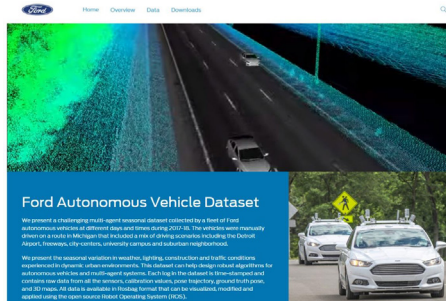 Ford
Home Overview Data Downloads
Ford Autonomous Vehicle Dataset
We present a challenging multi-agent seasonal dataset collected by a fleet of Ford
autonomous vehicles at different days and times during 2017-18. The vehicles were manually
driven on a route in Michigan that included a mix of driving scenarios including the Detroit
Airport, freeways, city-centers, university campus and suburban neighborhood.
We present the seasonal variation in weather, lighting, construction and traffic conditions
experienced in dynamic urban environments. This dataset can help design robust algorithms for
autonomous vehicles and multi-agent systems. Each log in the dataset is time-stamped and
contains raw data from all the sensors, calibration values, pose trajectory, ground truth pose,
and 3D maps. All data is available in Rosbag format that can be visualized, modified and
applied using the open source Robot Operating System (ROS).